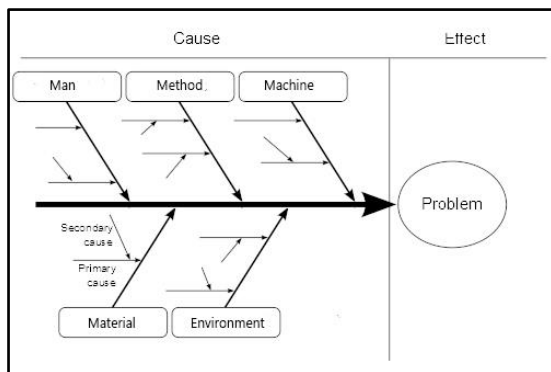 Cause
Effect
Man
Method
Machine
Problem
Secondary
cause
Primary
cause
Material
Environment